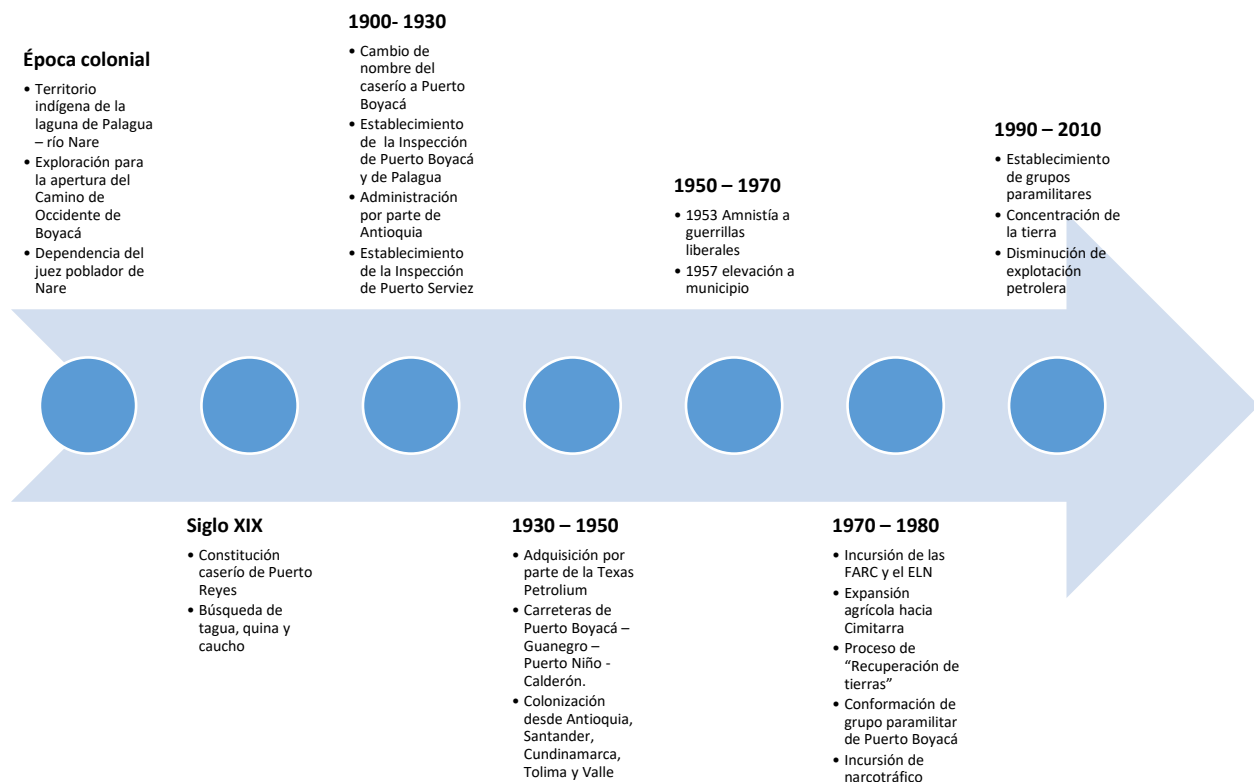 Época colonial
• Territorio
indígena de la
laguna de Palagua
– río Nare
• Exploración para
la apertura del
Camino de
Occidente de
Boyacá
• Dependencia del
juez poblador de
Nare
Siglo XIX
• Constitución
caserío de Puerto
Reyes
• Búsqueda de
tagua, quina y
caucho
1900- 1930
• Cambio de
nombre del
caserío a Puerto
Boyacá
• Establecimiento
de la Inspección
de Puerto Boyacá
y de Palagua
• Administración
por parte de
Antioquia
• Establecimiento
de la Inspección
de Puerto Serviez
1930 – 1950
• Adquisición por
parte de la Texas
Petrolium
• Carreteras de
Puerto Boyacá –
Guanegro –
Puerto Niño -
Calderón.
• Colonización
desde Antioquia,
Santander,
Cundinamarca,
Tolima y Valle
1950 – 1970
• 1953 Amnistía a
guerrillas
liberales
• 1957 elevación a
municipio
1970 – 1980
• Incursión de las
FARC y el ELN
• Expansión
agrícola hacia
Cimitarra
• Proceso de
“Recuperación de
tierras”
• Conformación de
grupo paramilitar
de Puerto Boyacá
• Incursión de
narcotráfico
1990 – 2010
• Establecimiento
de grupos
paramilitares
• Concentración de
la tierra
• Disminución de
explotación
petrolera